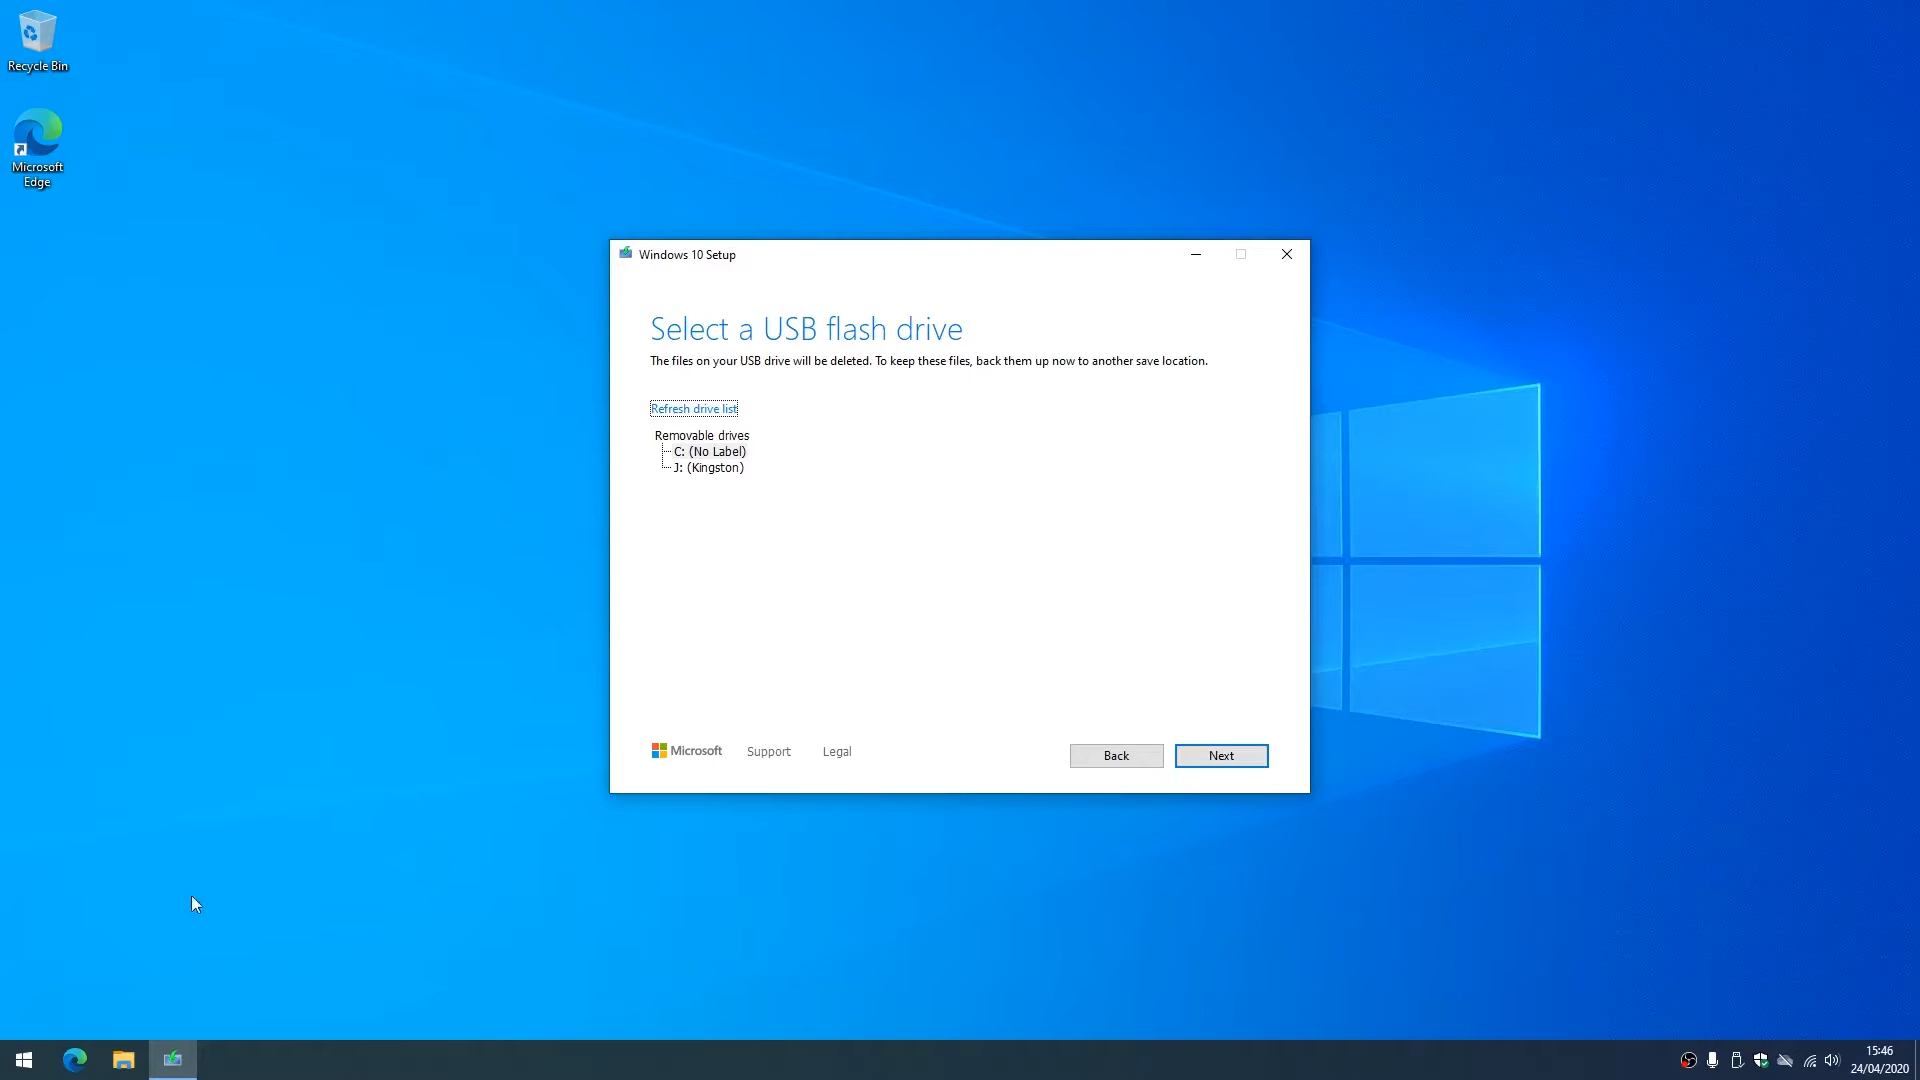 Recycle Bin
Microsoft
Edge
Windows 10 Setup
Select a USB flash drive
The files on your USB drive will be deleted. To keep these files, back them up now to another save location.
Refresh drive list
Removable drives
C: (No Label)
J: (Kingston)
Microsoft
Support
Legal
Back
Next
15:46
24/04/2020